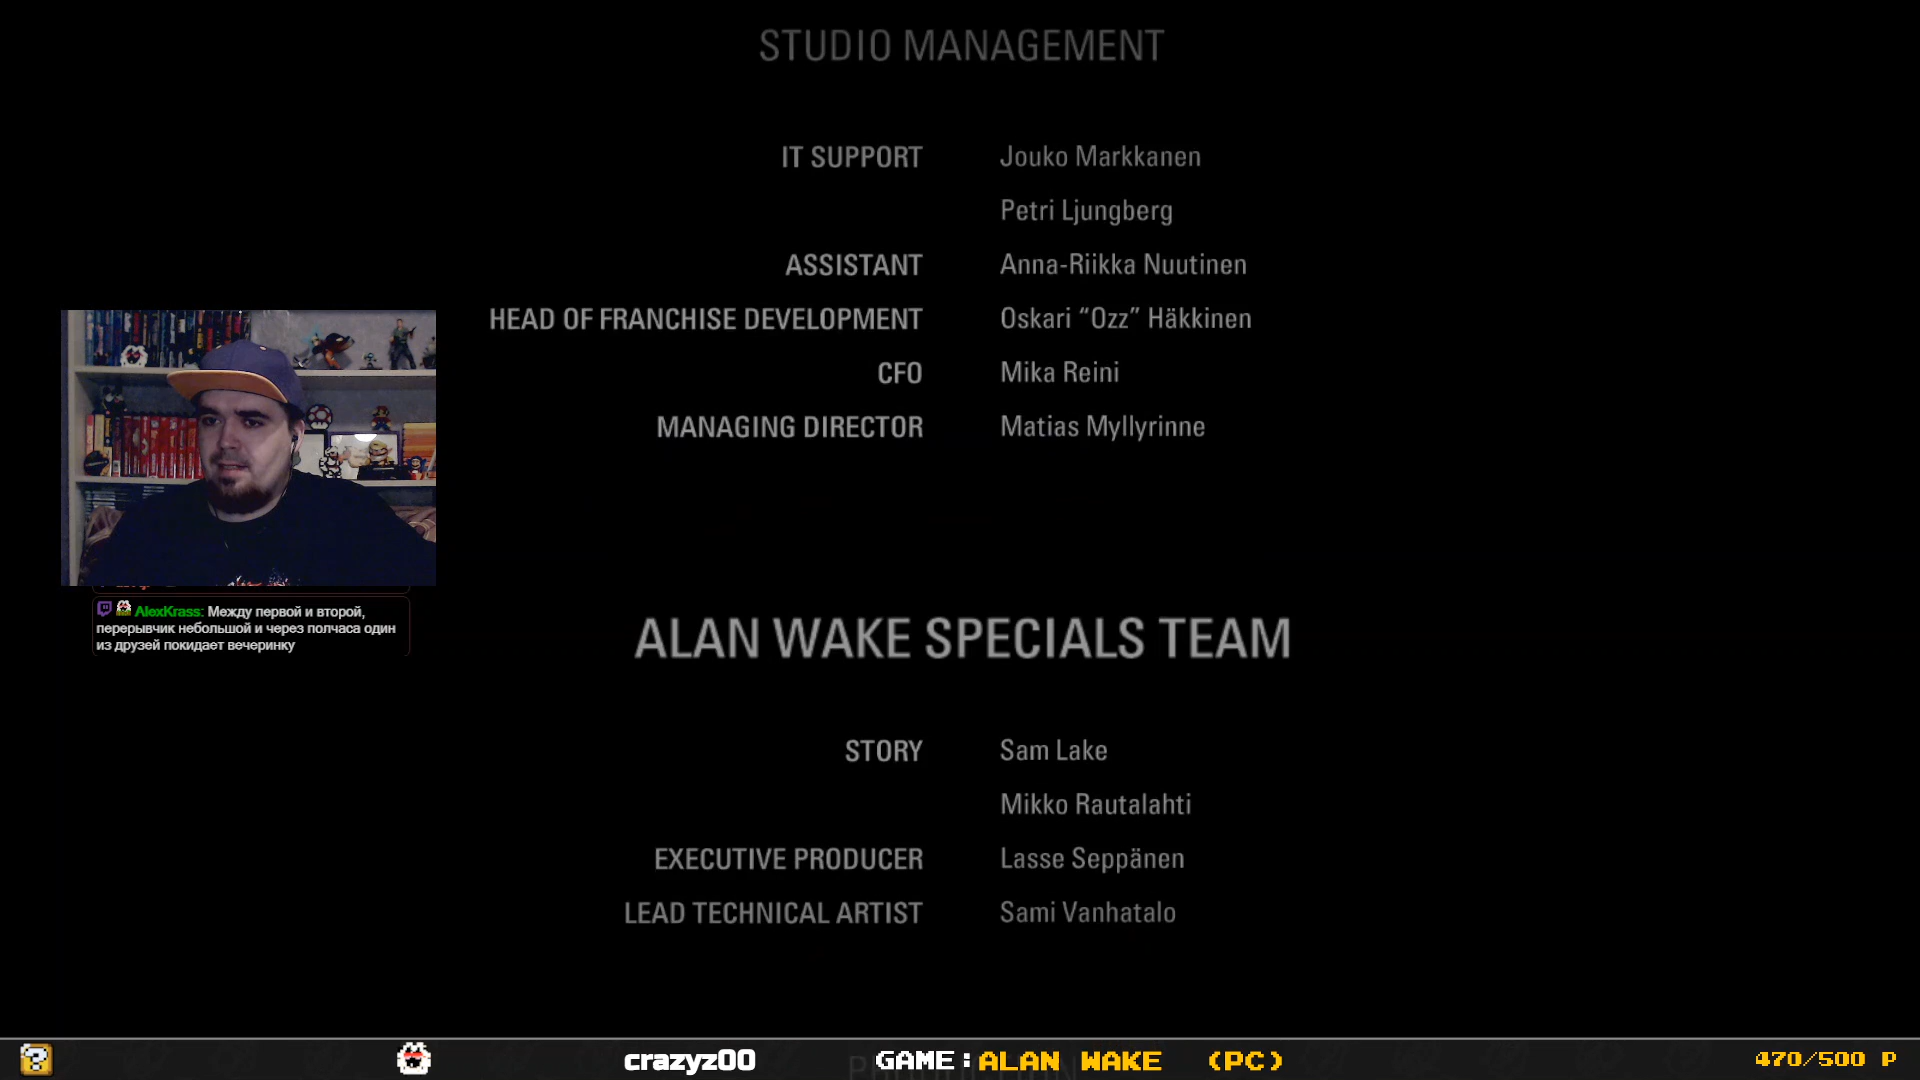 STUDIO MANAGEMENT
IT SUPPORT Jouko Markkanen
Petri Ljungberg
ASSISTANT Anna-Riikka Nuutinen
HEAD OF FRANCHISE DEVELOPMENT Oskari “Ozz” Häkkinen
CFO Mika Reini
MANAGING DIRECTOR Matias Myllyrinne
AlexKrass: Между первой и второй,
перерывчик небольшой и через полчаса один
из друзей покидает вечеринку
ALAN WAKE SPECIALS TEAM
STORY Sam Lake
Mikko Rautalahti
EXECUTIVE PRODUCER Lasse Seppänen
LEAD TECHNICAL ARTIST Sami Vanhatalo
crazyz00 GAME: ALAN WAKE (PC) 470/500 P